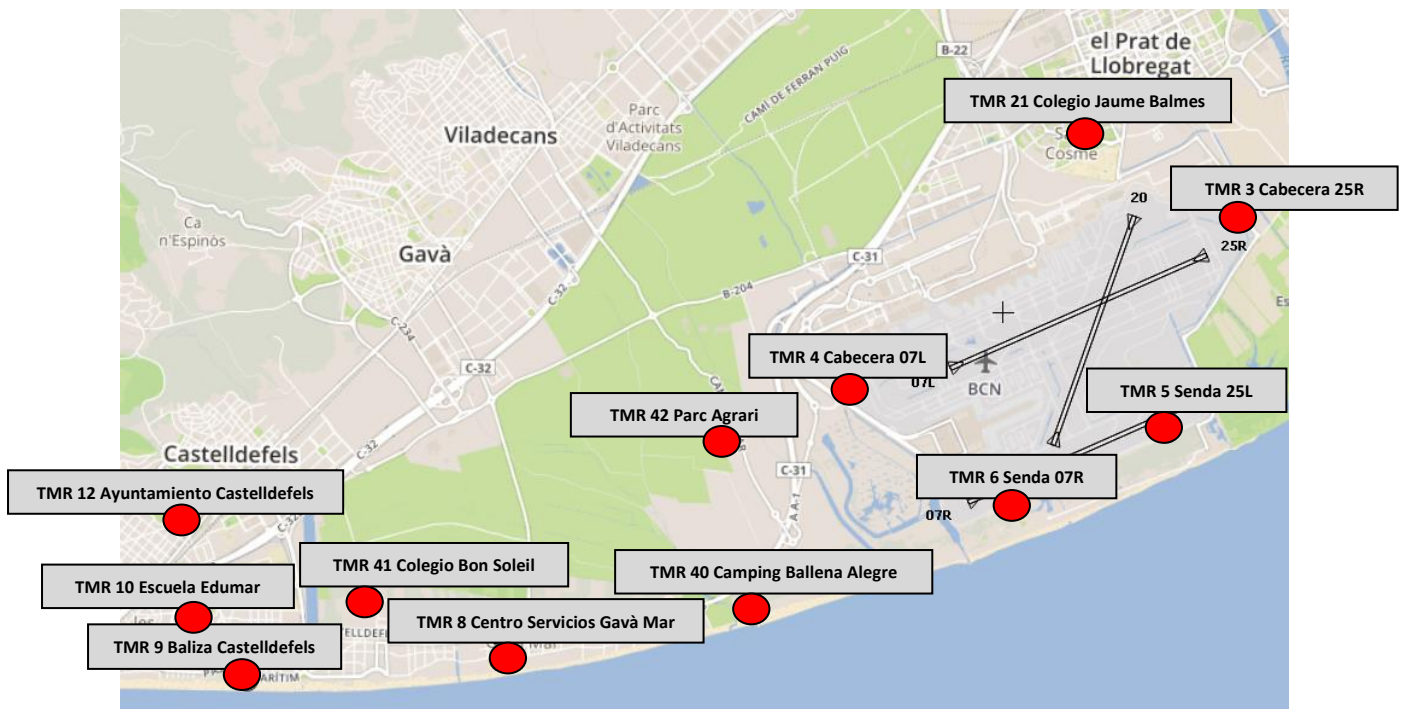 el Prat de
Llobregat
B-22
CAMÍ DE FERRAN PUIG
TMR 21 Colegio Jaume Balmes
Parc
d'Activitats
Viladecans
Viladecans
Cosme
TMR 3 Cabecera 25R
20
25R
Ca
n'Espinós
Gavà
C-31
C-32
B-204
C-234
TMR 4 Cabecera 07L
07L
BCN
C-32
TMR 5 Senda 25L
TMR 42 Parc Agrari
Castelldefels
C-32
C-31
TMR 6 Senda 07R
07R
TMR 12 Ayuntamiento Castelldefels
A A-1
TMR 41 Colegio Bon Soleil
TMR 40 Camping Ballena Alegre
TMR 10 Escuela Edumar
TMR 8 Centro Servicios Gavà Mar
TMR 9 Baliza Castelldefels